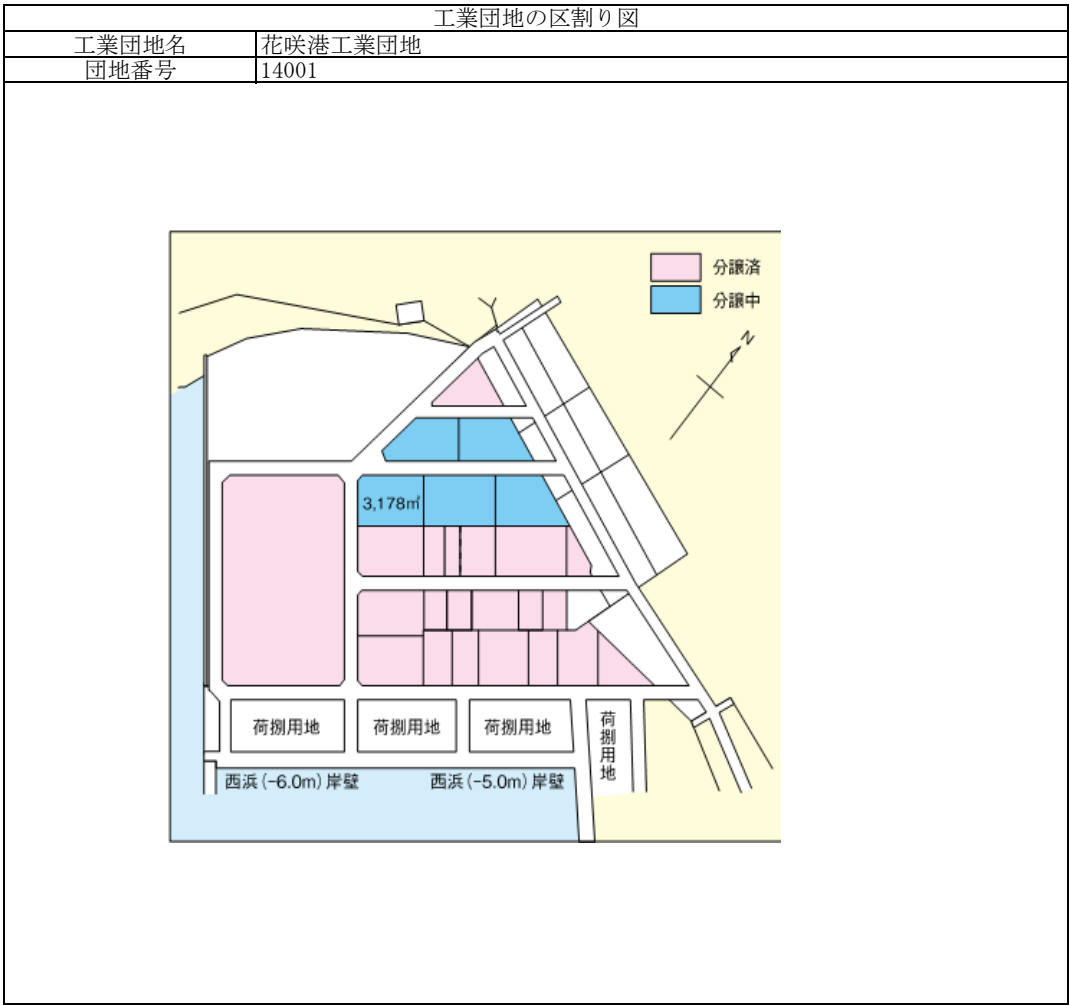 工業団地の区割り図
工業団地名 花咲港工業団地
団地番号 14001
分譲済
分譲中
N
3,178㎡
荷捌用地 荷捌用地 荷捌用地 荷捌用地
西浜(-6.0m)岸壁 西浜(-5.0m)岸壁